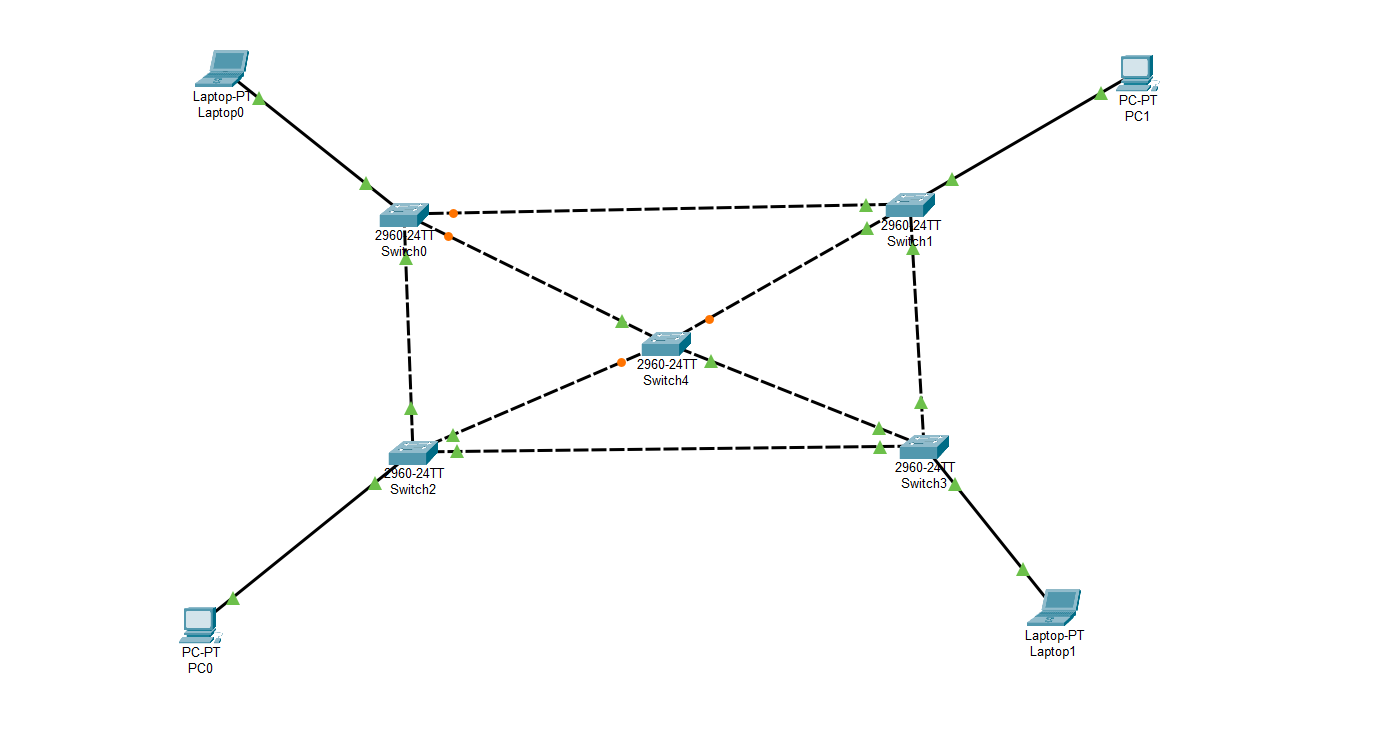 Laptop-PT
Laptop0
PC-PT
PC1
2960-24TT
Switch0
2960-24TT
Switch1
2960-24TT
Switch4
2960-24TT
Switch2
2960-24TT
Switch3
PC-PT
PC0
Laptop-PT
Laptop1